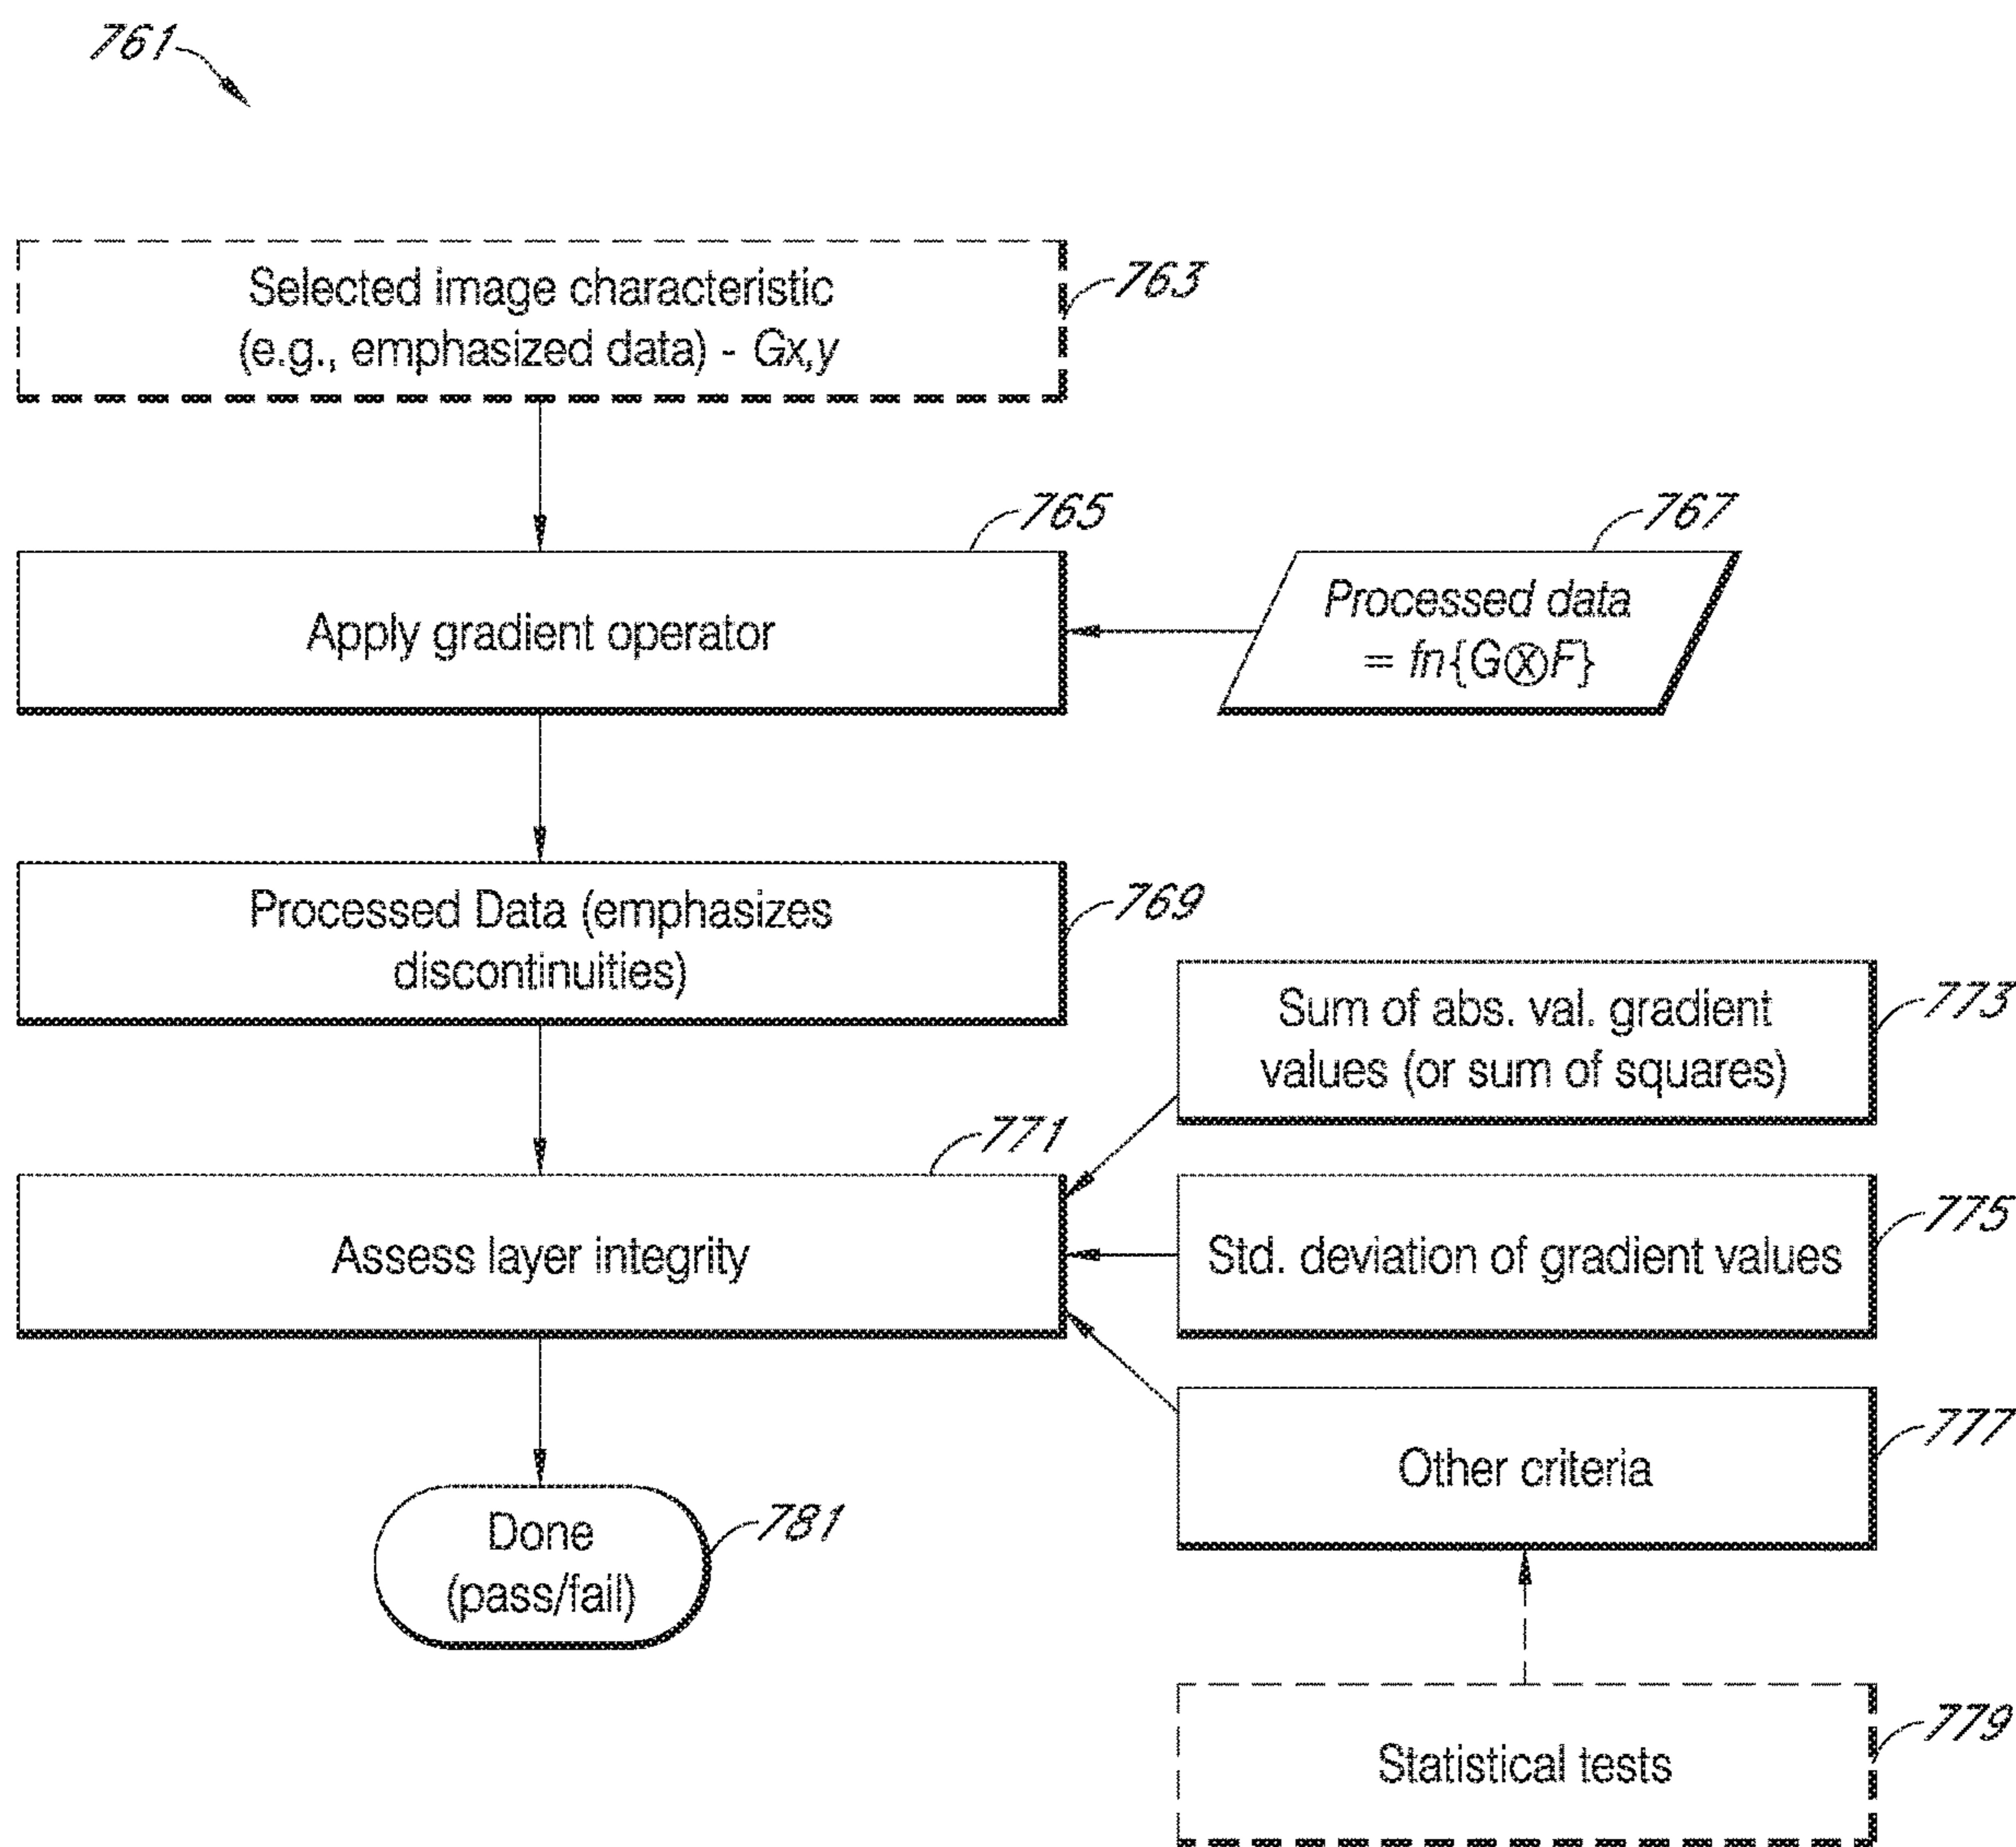 761
Selected image characteristic
(e.g., emphasized data) - Gx,y
763
765
Apply gradient operator
767
Processed data
= fn{G⊗F}
Processed Data (emphasizes
discontinuities)
769
Sum of abs. val. gradient
values (or sum of squares)
773
771
Assess layer integrity
Std. deviation of gradient values
775
Other criteria
777
Done
(pass/fail)
781
Statistical tests
779